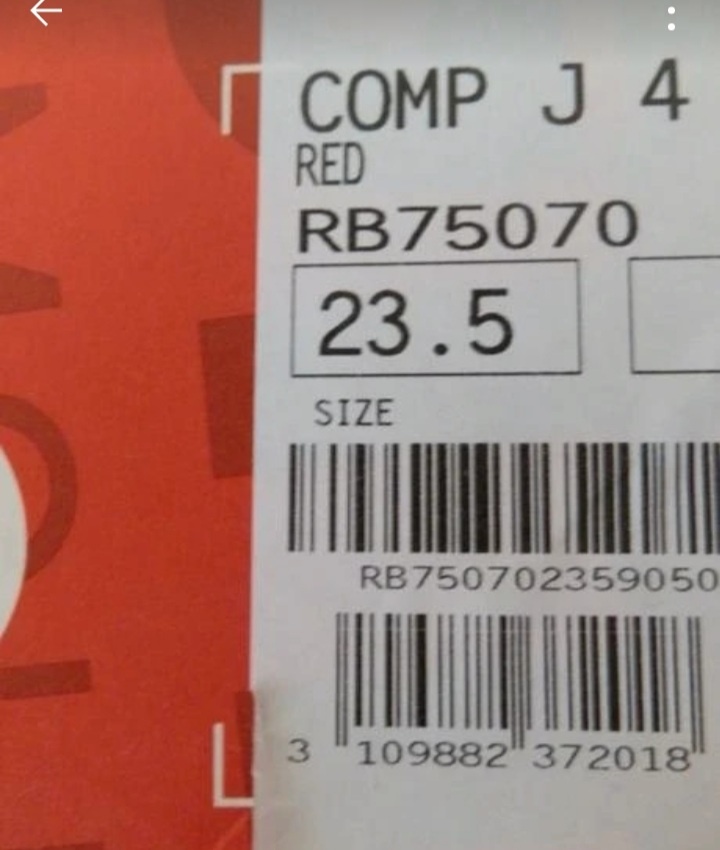 COMP J 4
RED
RB75070
23.5
SIZE
RB750702359050
3 109882 372018